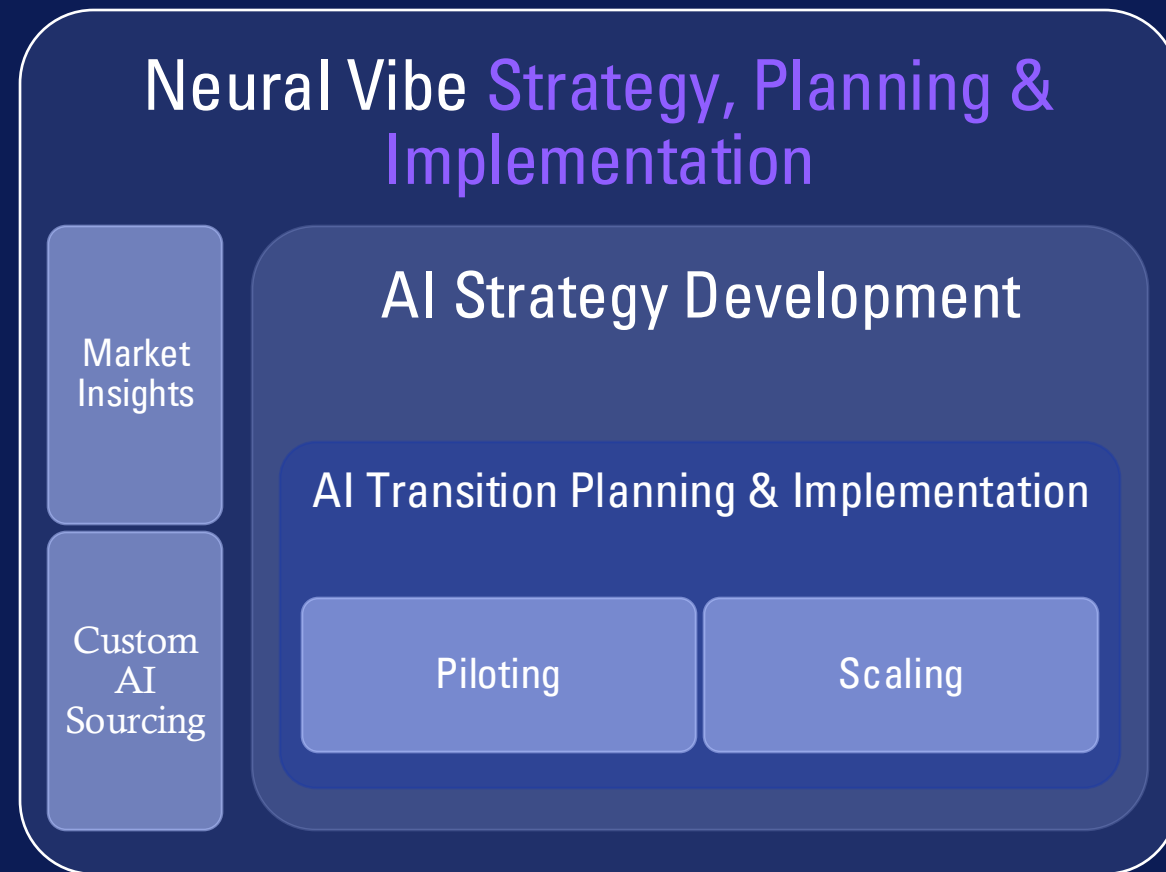 Neural Vibe Strategy, Planning &
Implementation
Market
Insights
Custom
AI
Sourcing
AI Strategy Development
AI Transition Planning & Implementation
Piloting
Scaling